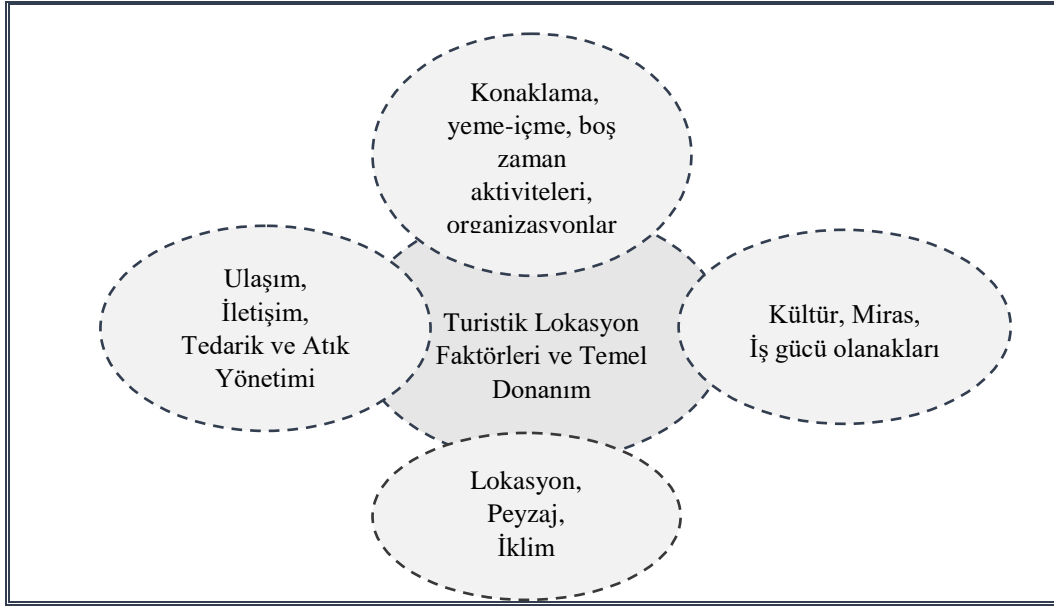 Konaklama,
yeme-içme, boş
zaman
aktiviteleri,
organizasyonlar
Ulaşım,
İletişim,
Tedarik ve Atık
Yönetimi
Turistik Lokasyon
Faktörleri ve Temel
Donanım
Kültür, Miras,
İş gücü olanakları
Lokasyon,
Peyzaj,
İklim